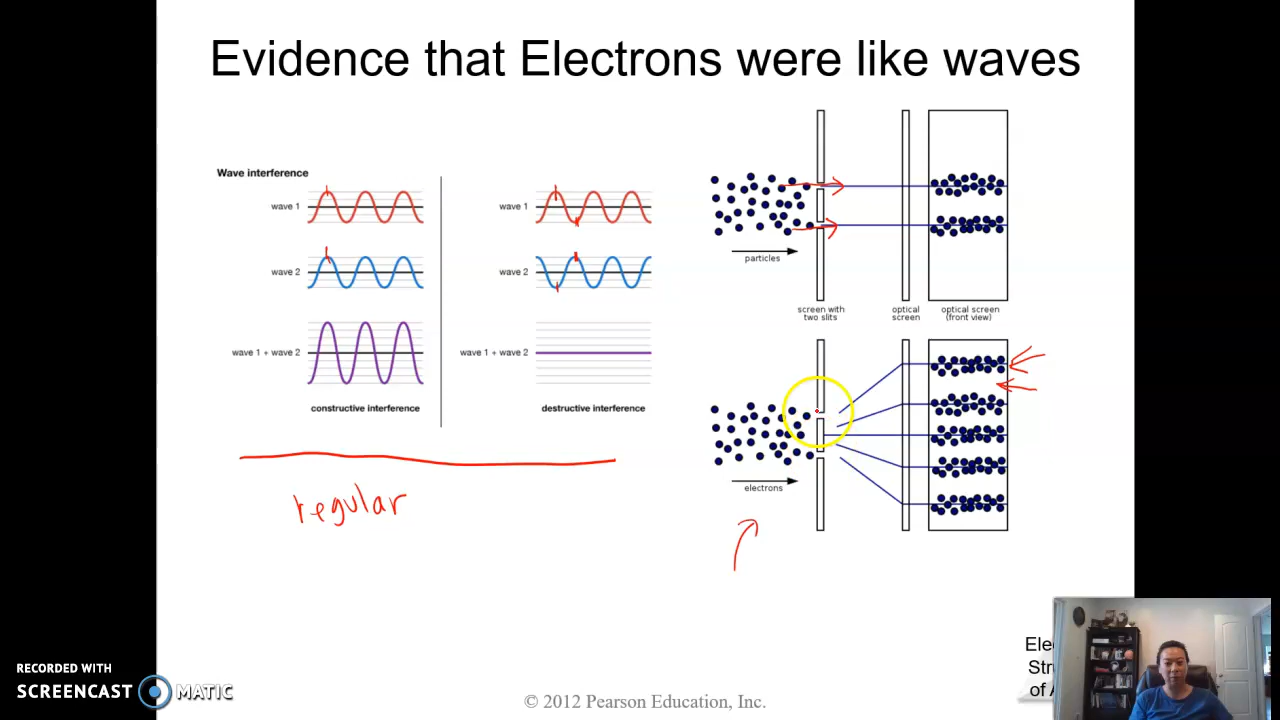 Evidence that Electrons were like waves
Wave interference
wave 1
wave 2
wave 1 + wave 2
constructive interference
wave 1
wave 2
wave 1 + wave 2
destructive interference
regular
particles
screen with
two slits
optical
screen
optical screen
(front view)
electrons
RECORDED WITH
SCREENCAST MATIC
© 2012 Pearson Education, Inc.